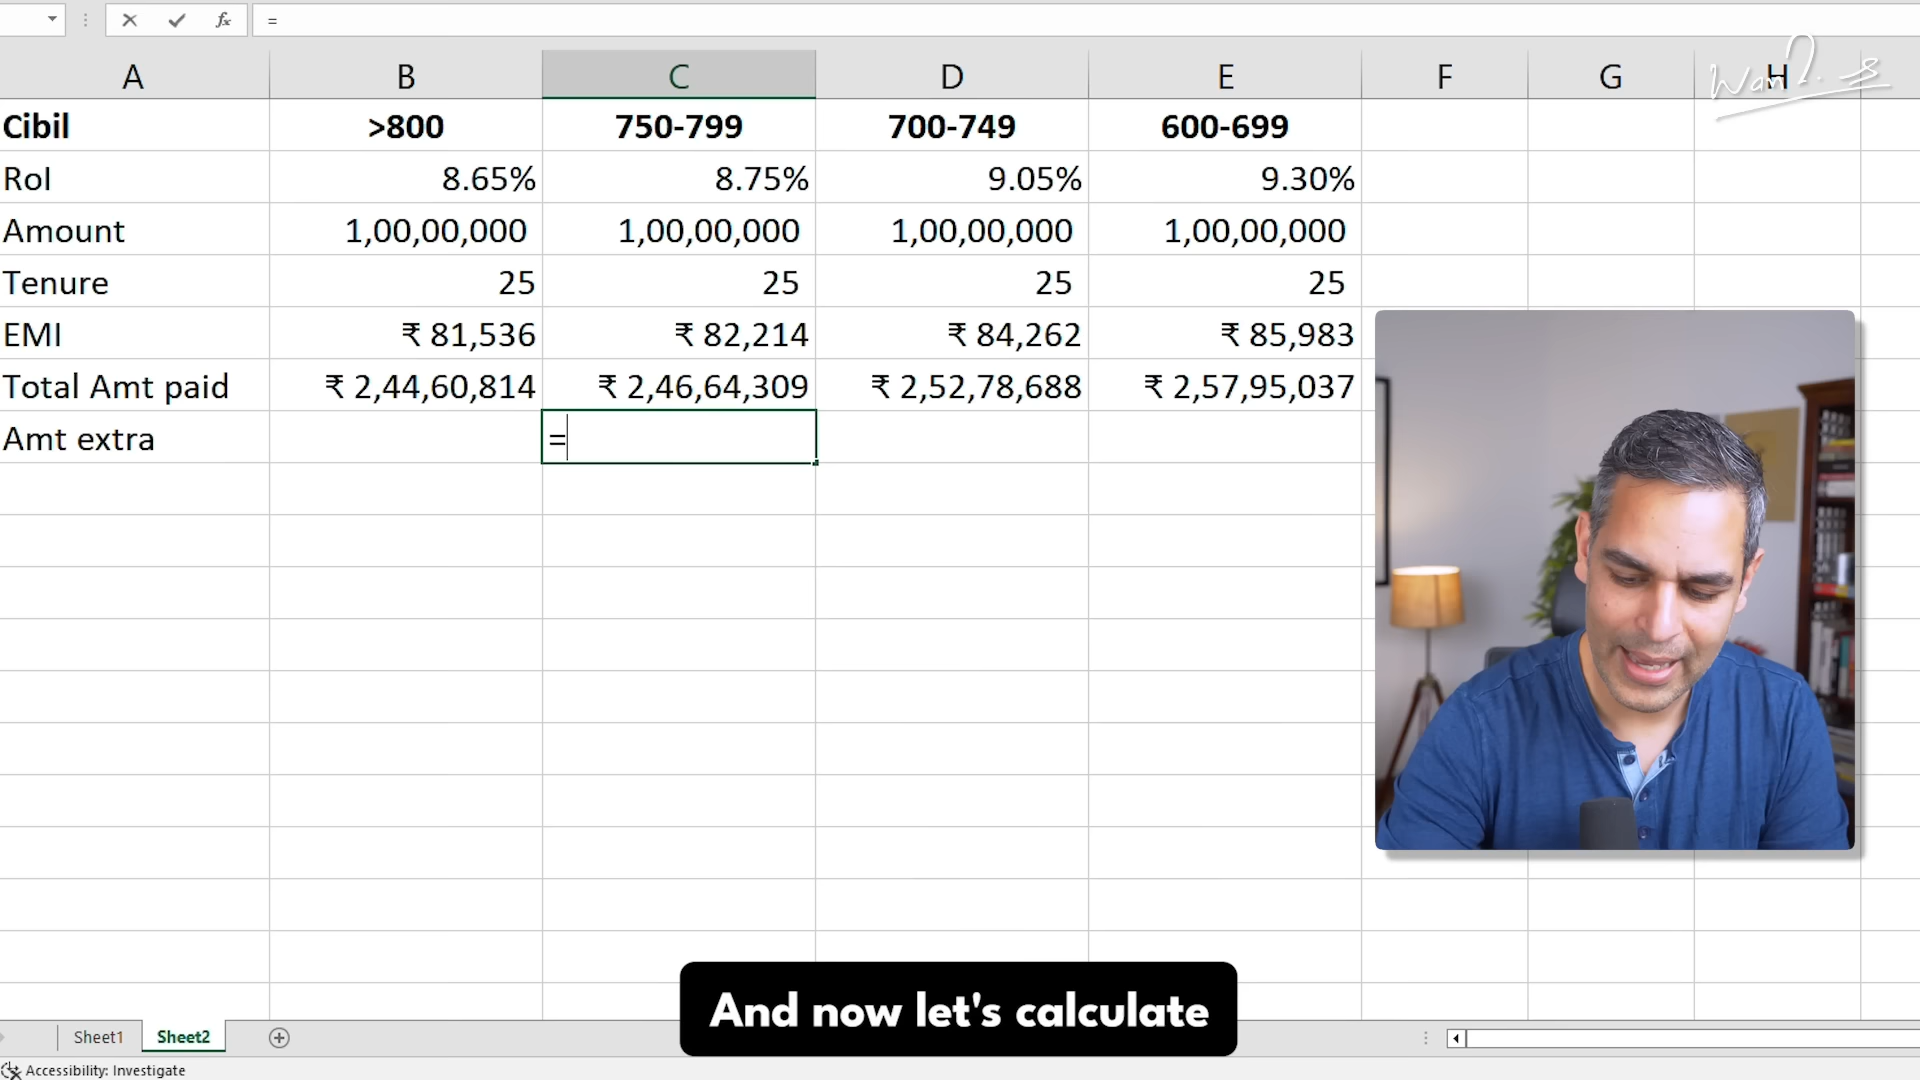 fx =
A B C D E F G H
Cibil >800 750-799 700-749 600-699
RoI 8.65% 8.75% 9.05% 9.30%
Amount 1,00,00,000 1,00,00,000 1,00,00,000 1,00,00,000
Tenure 25 25 25 25
EMI ₹ 81,536 ₹ 82,214 ₹ 84,262 ₹ 85,983
Total Amt paid ₹ 2,44,60,814 ₹ 2,46,64,309 ₹ 2,52,78,688 ₹ 2,57,95,037
Amt extra =
And now let's calculate
Sheet1 Sheet2
Accessibility: Investigate